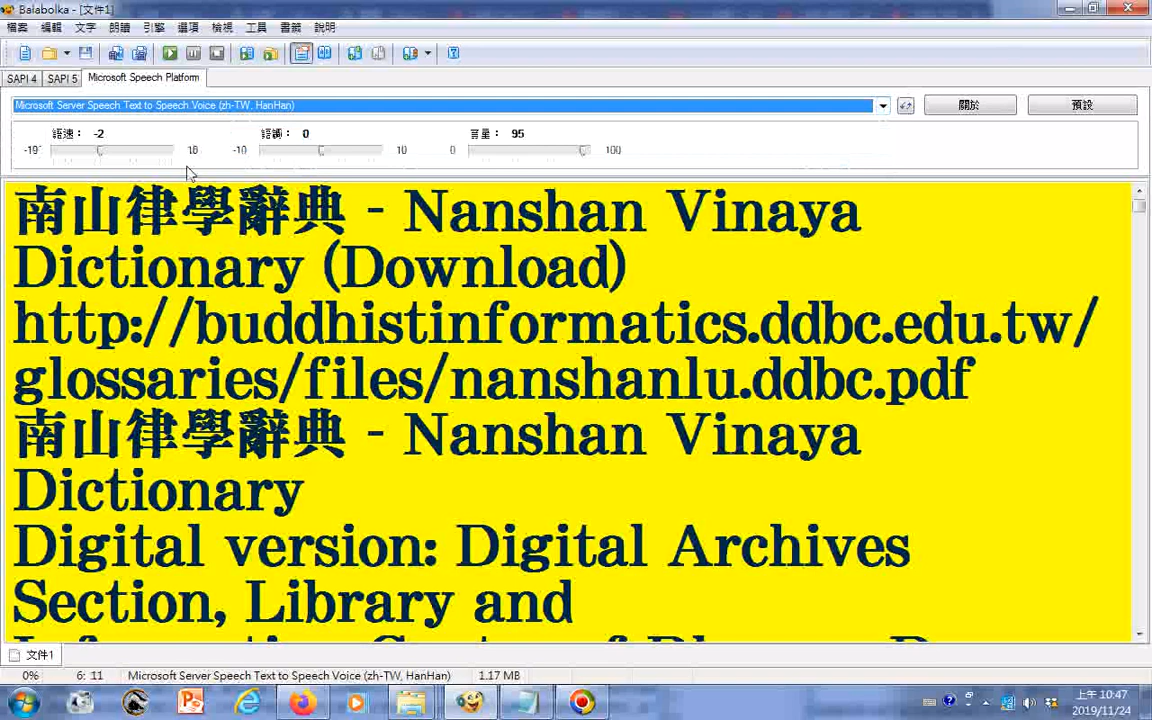 Balabolka - [文件1]
檔案 編輯 文字 朗讀 引擎 選項 檢視 工具 書籤 說明
SAPI 4 SAPI 5 Microsoft Speech Platform
Microsoft Server Speech Text to Speech Voice (zh-TW, HanHan) 關於 預設
語速： -2 語調： 0 音量： 95
-10 10 -10 10 0 100
南山律學辭典 - Nanshan Vinaya
Dictionary (Download)
http://buddhistinformatics.ddbc.edu.tw/
glossaries/files/nanshanlu.ddbc.pdf
南山律學辭典 - Nanshan Vinaya
Dictionary
Digital version: Digital Archives
Section, Library and
文件1
0% 6: 11 Microsoft Server Speech Text to Speech Voice (zh-TW, HanHan) 1.17 MB
上午 10:47
2019/11/24